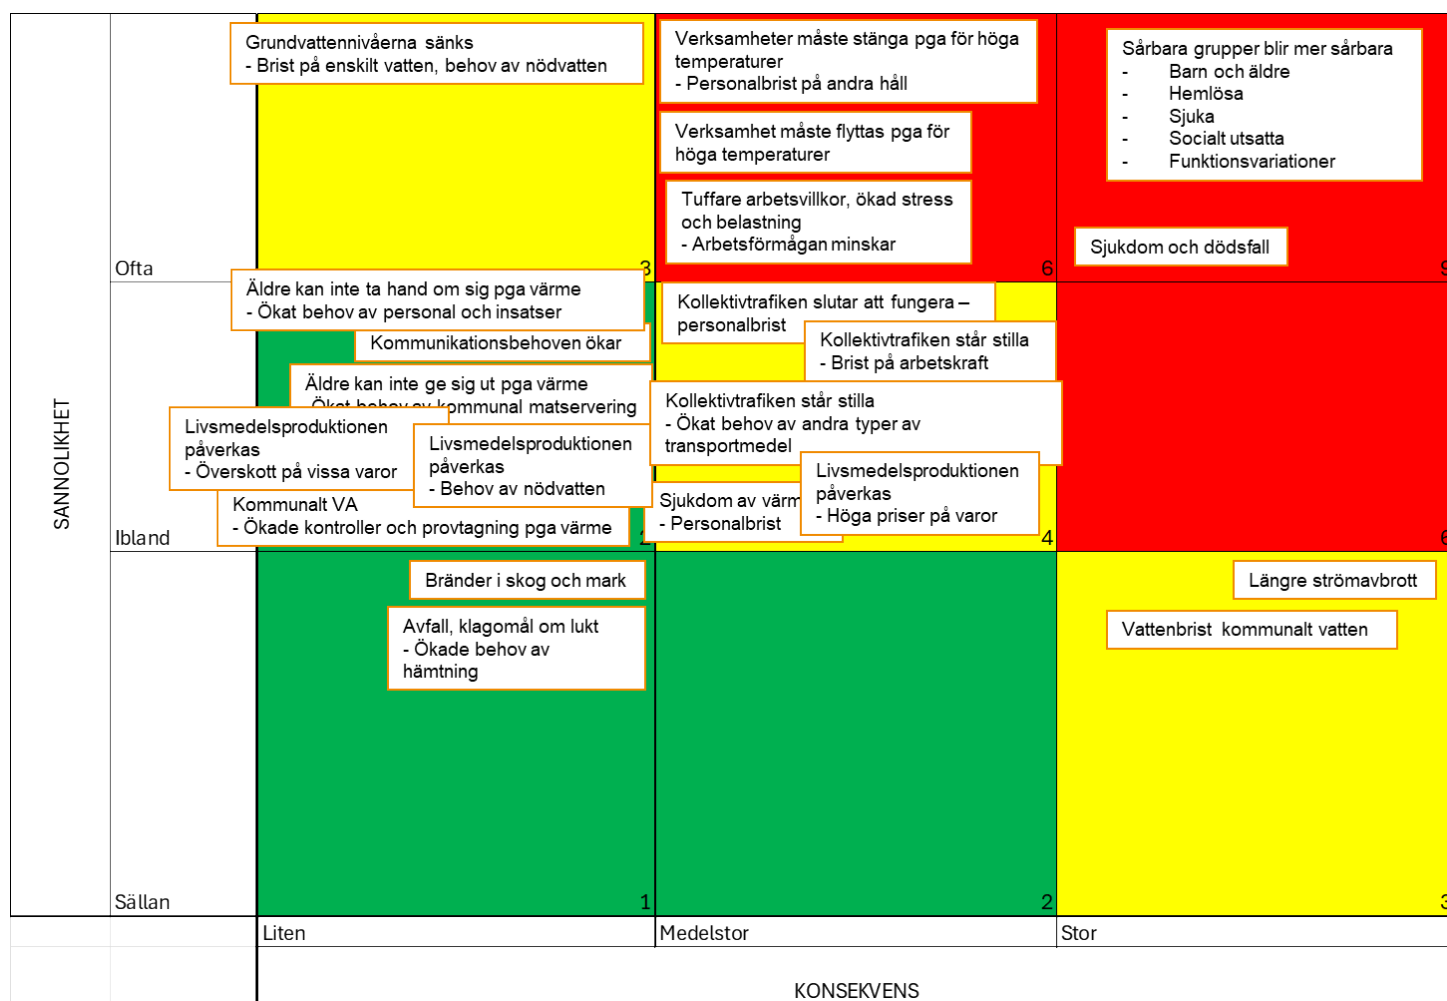 Grundvattennivåerna sänks
- Brist på enskilt vatten, behov av nödvatten
Verksamheter måste stänga pga för höga
temperaturer
- Personalbrist på andra håll
Verksamhet måste flyttas pga för
höga temperaturer
Tuffare arbetsvillkor, ökad stress
och belastning
- Arbetsförmågan minskar
Sårbara grupper blir mer sårbara
- Barn och äldre
- Hemlösa
- Sjuka
- Socialt utsatta
- Funktionsvariationer
Sjukdom och dödsfall
Ofta
3
6
9
Äldre kan inte ta hand om sig pga värme
- Ökat behov av personal och insatser
Kommunikationsbehoven ökar
Äldre kan inte ge sig ut pga värme
- Ökat behov av kommunal matservering
Livsmedelsproduktionen
påverkas
- Överskott på vissa varor
Livsmedelsproduktionen
påverkas
- Behov av nödvatten
Kommunalt VA
- Ökade kontroller och provtagning pga värme
Kollektivtrafiken slutar att fungera –
personalbrist
Kollektivtrafiken står stilla
- Brist på arbetskraft
Kollektivtrafiken står stilla
- Ökat behov av andra typer av
transportmedel
Livsmedelsproduktionen
påverkas
- Höga priser på varor
Sjukdom av värm
- Personalbrist
SANNOLIKHET
Ibland
2
4
6
Bränder i skog och mark
Avfall, klagomål om lukt
- Ökade behov av
hämtning
Längre strömavbrott
Vattenbrist kommunalt vatten
Sällan
1
2
3
Liten
Medelstor
Stor
KONSEKVENS